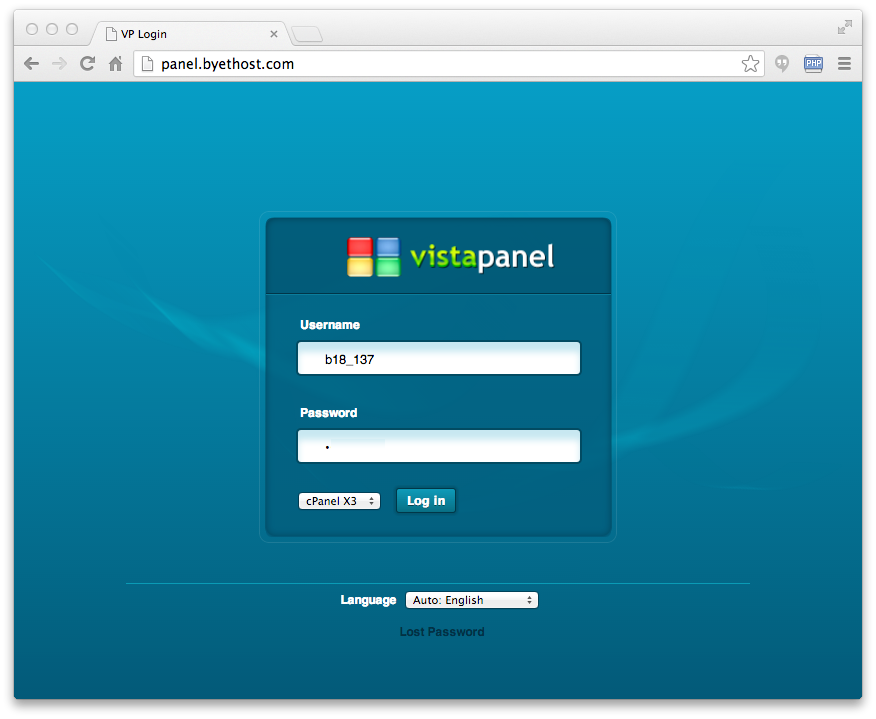 VP Login
panel.byethost.com
PHP
vistapanel
Username
b18_137
Password
cPanel X3 Log in
Language Auto: English
Lost Password